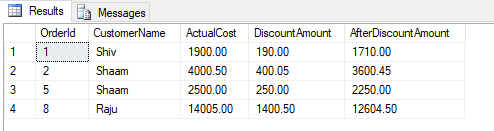 Results Messages
OrderId CustomerName ActualCost DiscountAmount AfterDiscountAmount
1 1 Shiv 1900.00 190.00 1710.00
2 2 Shaam 4000.50 400.05 3600.45
3 5 Shaam 2500.00 250.00 2250.00
4 8 Raju 14005.00 1400.50 12604.50